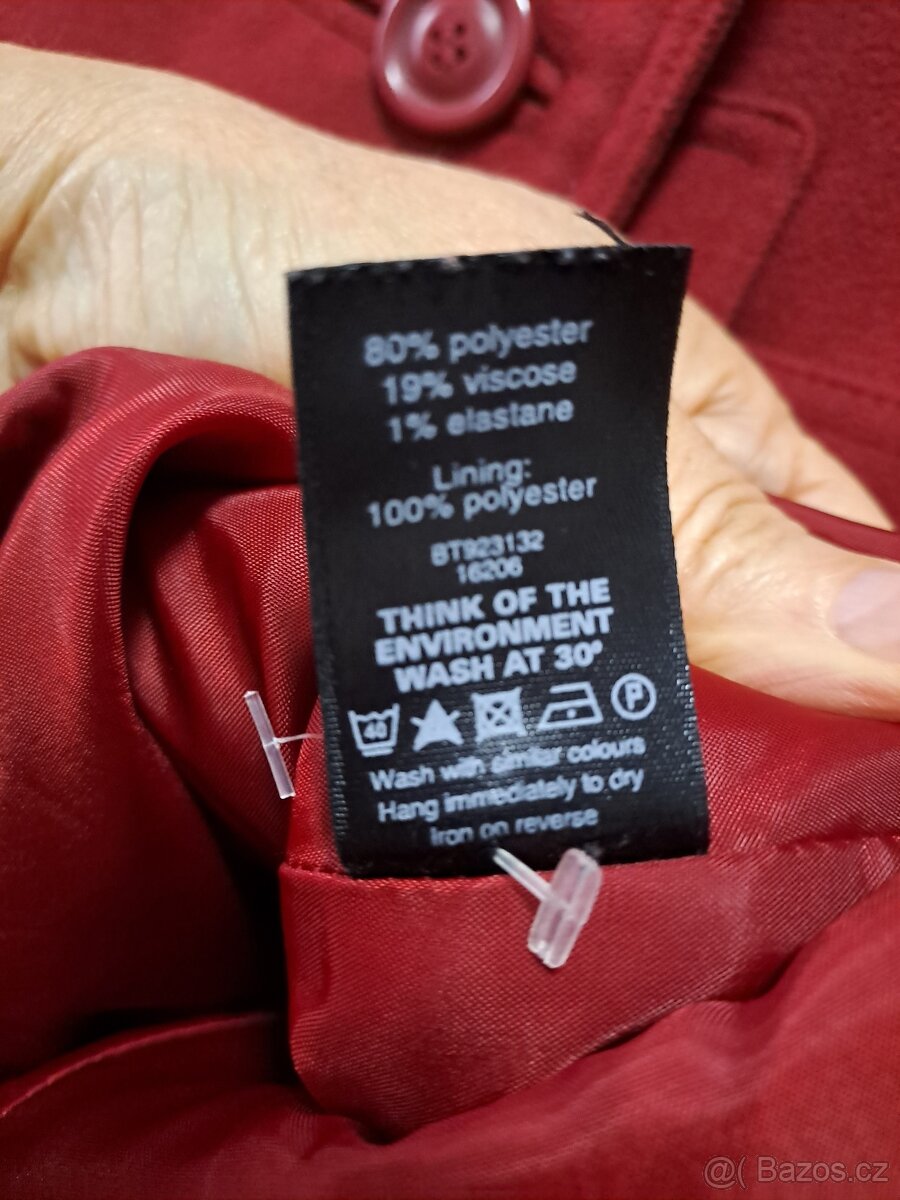 80% polyester
19% viscose
1% elastane
Lining:
100% polyester
BT923132
16206
THINK OF THE
ENVIRONMENT
WASH AT 30°
40 P
Wash with similar colours
Hang immediately to dry
Iron on reverse
@( Bazos.cz